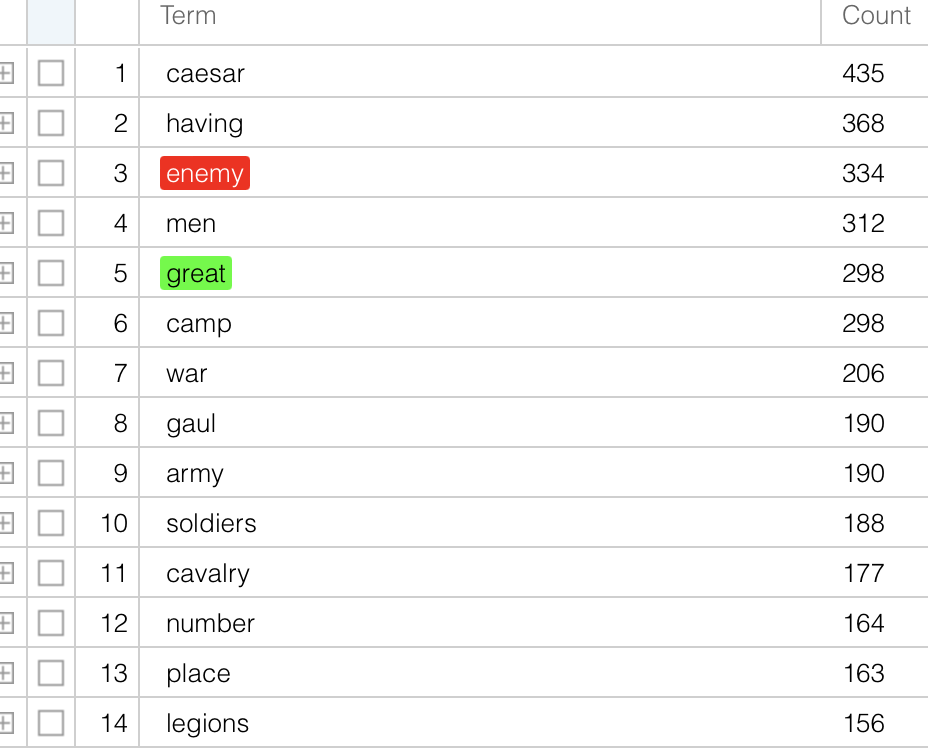 Term Count
1 caesar 435
2 having 368
3 enemy 334
4 men 312
5 great 298
6 camp 298
7 war 206
8 gaul 190
9 army 190
10 soldiers 188
11 cavalry 177
12 number 164
13 place 163
14 legions 156